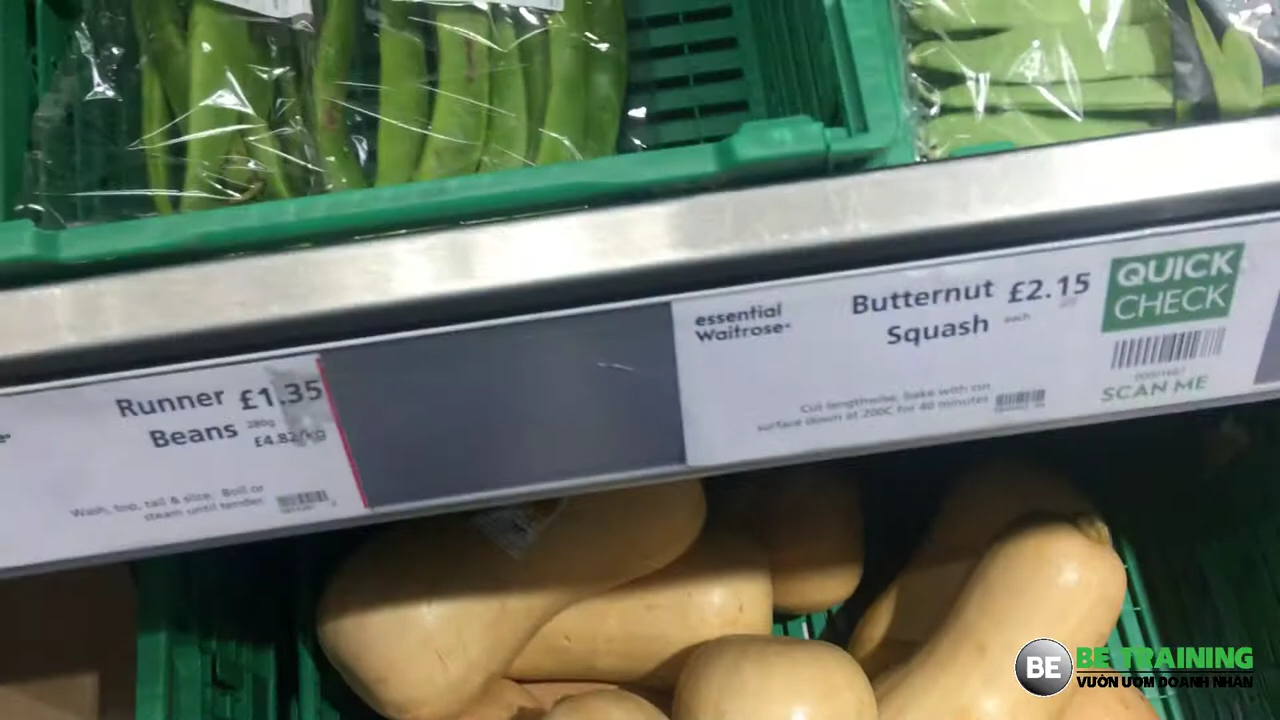 Runner £1.35
Beans 280g
£4.82/kg
Wash, top, tail & slice. Boil or
steam until tender
essential
Waitrose
Butternut £2.15
Squash each
Cut lengthwise, bake with cut
surface down at 200C for 40 minutes
QUICK
CHECK
SCAN ME
BE
BE TRAINING
VƯỜN ƯƠM DOANH NHÂN